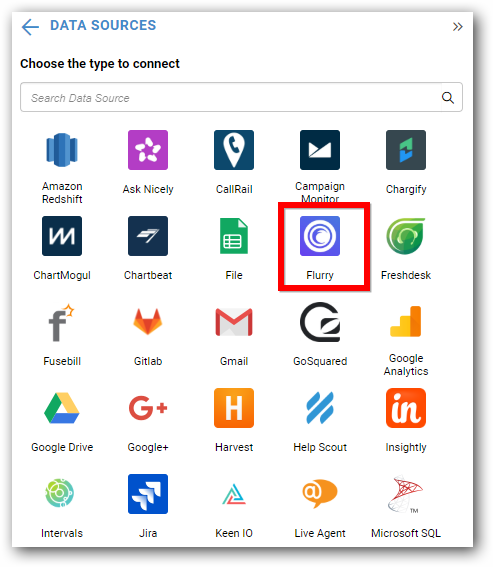 DATA SOURCES
Choose the type to connect
Search Data Source
Amazon Redshift
Ask Nicely
CallRail
Campaign Monitor
Chargify
ChartMogul
Chartbeat
File
Flurry
Freshdesk
Fusebill
Gitlab
Gmail
GoSquared
Google Analytics
Google Drive
Google+
Harvest
Help Scout
Insightly
Intervals
Jira
Keen IO
Live Agent
Microsoft SQL